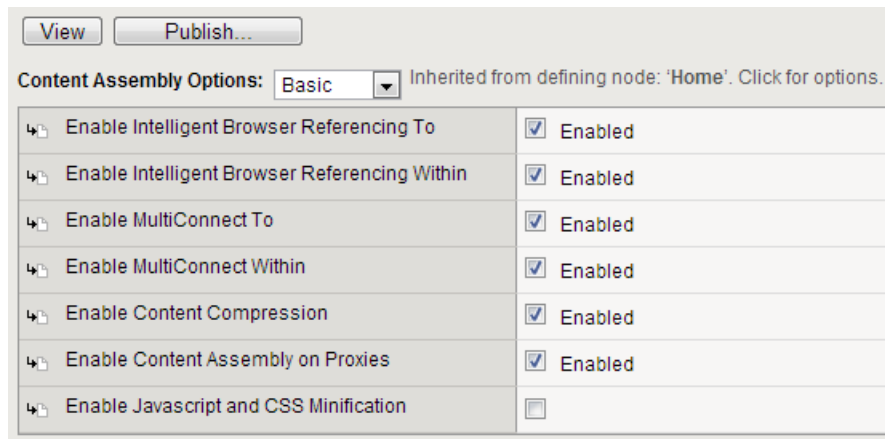 View Publish...
Content Assembly Options: Basic Inherited from defining node: 'Home'. Click for options.
Enable Intelligent Browser Referencing To Enabled
Enable Intelligent Browser Referencing Within Enabled
Enable MultiConnect To Enabled
Enable MultiConnect Within Enabled
Enable Content Compression Enabled
Enable Content Assembly on Proxies Enabled
Enable Javascript and CSS Minification